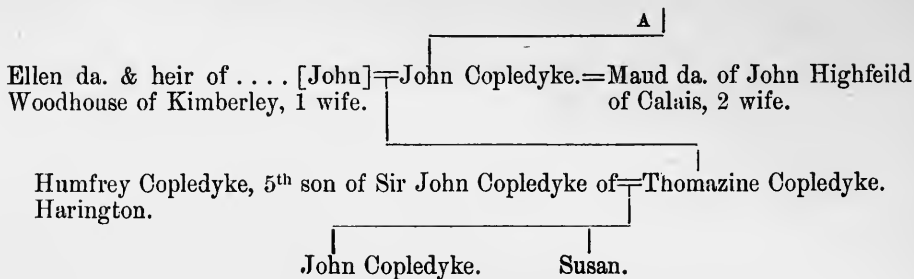 A
Ellen da. & heir of .... [John]=John Copledyke.=Maud da. of John Highfeild
Woodhouse of Kimberley, 1 wife. of Calais, 2 wife.
Humfrey Copledyke, 5th son of Sir John Copledyke of=Thomazine Copledyke.
Harington.
John Copledyke. Susan.